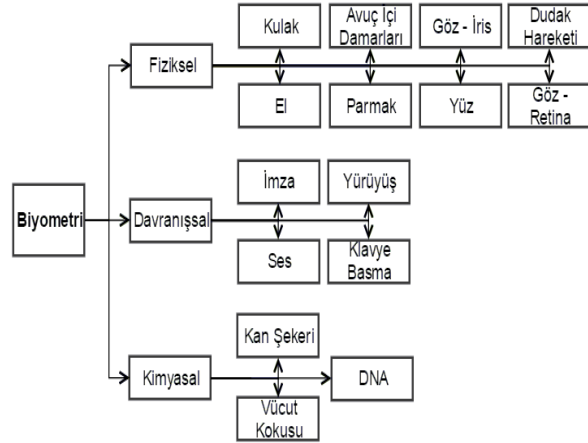 Kulak
Avuç İçi
Damarları
Göz - İris
Dudak
Hareketi
Fiziksel
El
Parmak
Yüz
Göz -
Retina
İmza
Yürüyüş
Biyometri
Davranışsal
Ses
Klavye
Basma
Kan Şekeri
Kimyasal
DNA
Vücut
Kokusu